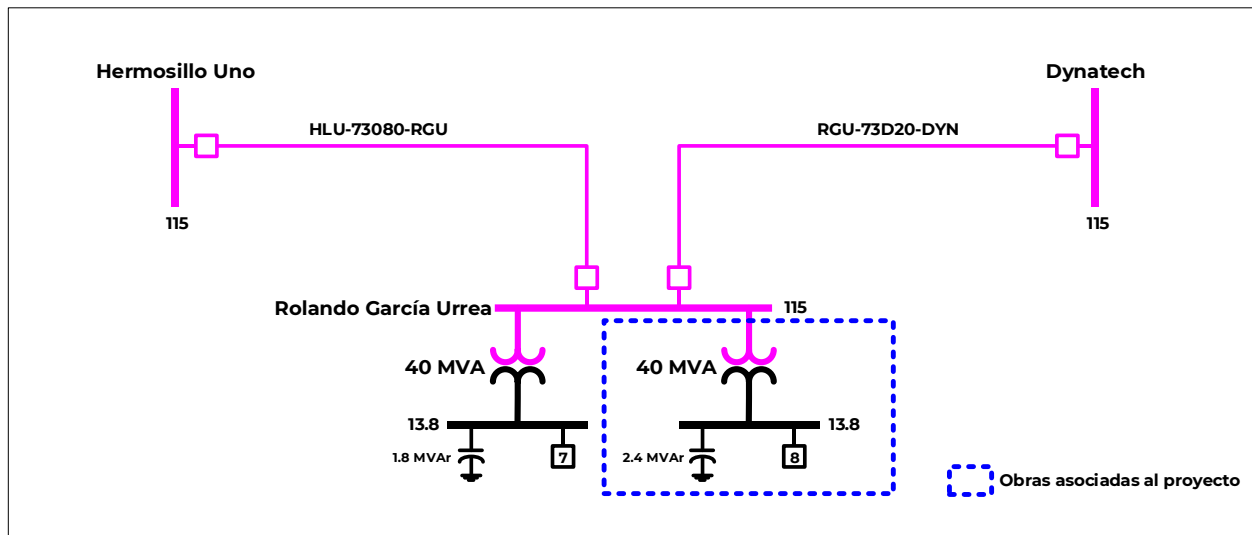 Hermosillo Uno
Dynatech
HLU-73080-RGU
RGU-73D20-DYN
115
115
Rolando García Urrea
115
40 MVA
40 MVA
13.8
13.8
1.8 MVAr
7
2.4 MVAr
8
Obras asociadas al proyecto